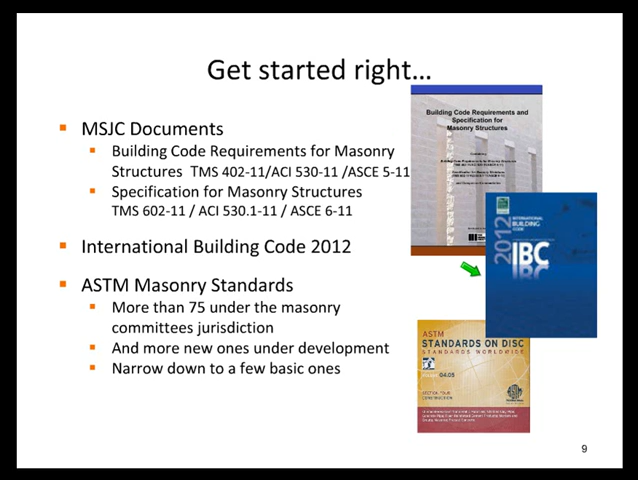 Get started right...
MSJC Documents
Building Code Requirements for Masonry
Structures TMS 402-11/ACI 530-11 /ASCE 5-11
Specification for Masonry Structures
TMS 602-11 / ACI 530.1-11 / ASCE 6-11
International Building Code 2012
ASTM Masonry Standards
More than 75 under the masonry
committees jurisdiction
And more new ones under development
Narrow down to a few basic ones
Building Code Requirements and
Specification for
Masonry Structures
2012
INTERNATIONAL
BUILDING
CODE
IBC
ASTM
STANDARDS ON DISC
STANDARDS WORLDWIDE
04.05
SECTION FOUR
CONSTRUCTION
9